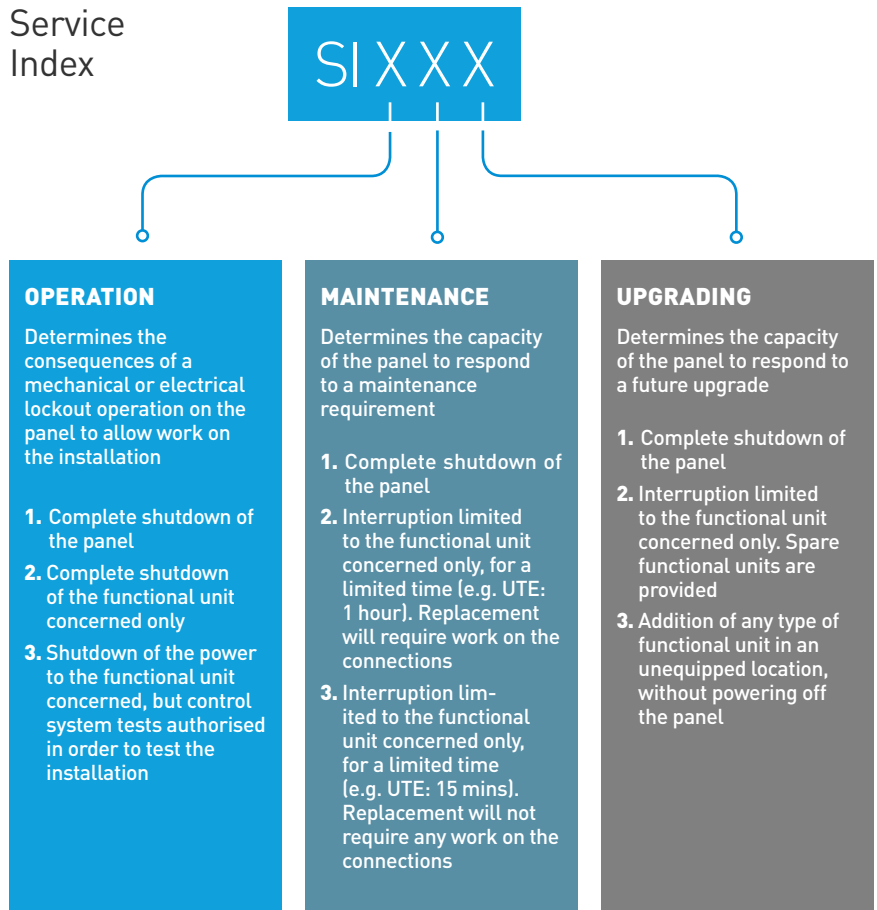 Service
Index
SI X X X
OPERATION
Determines the
consequences of a
mechanical or electrical
lockout operation on the
panel to allow work on
the installation
1. Complete shutdown of
the panel
2. Complete shutdown
of the functional unit
concerned only
3. Shutdown of the power
to the functional unit
concerned, but control
system tests authorised
in order to test the
installation
MAINTENANCE
Determines the capacity
of the panel to respond
to a maintenance
requirement
1. Complete shutdown of
the panel
2. Interruption limited
to the functional unit
concerned only, for a
limited time (e.g. UTE:
1 hour). Replacement
will require work on the
connections
3. Interruption lim-
ited to the functional
unit concerned only,
for a limited time
(e.g. UTE: 15 mins).
Replacement will not
require any work on the
connections
UPGRADING
Determines the capacity
of the panel to respond to
a future upgrade
1. Complete shutdown of
the panel
2. Interruption limited
to the functional unit
concerned only. Spare
functional units are
provided
3. Addition of any type of
functional unit in an
unequipped location,
without powering off
the panel